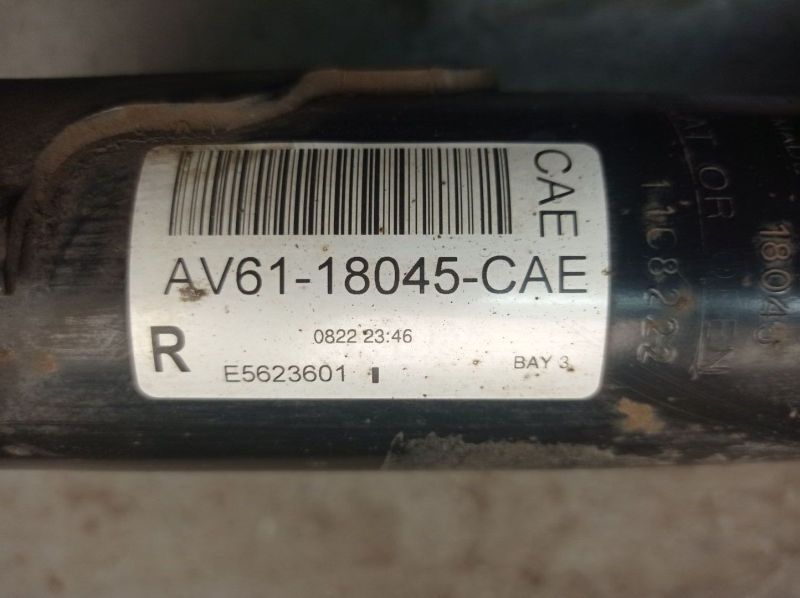 CAE
AV61-18045-CAE
R
0822 23:46
E5623601
BAY 3
18045